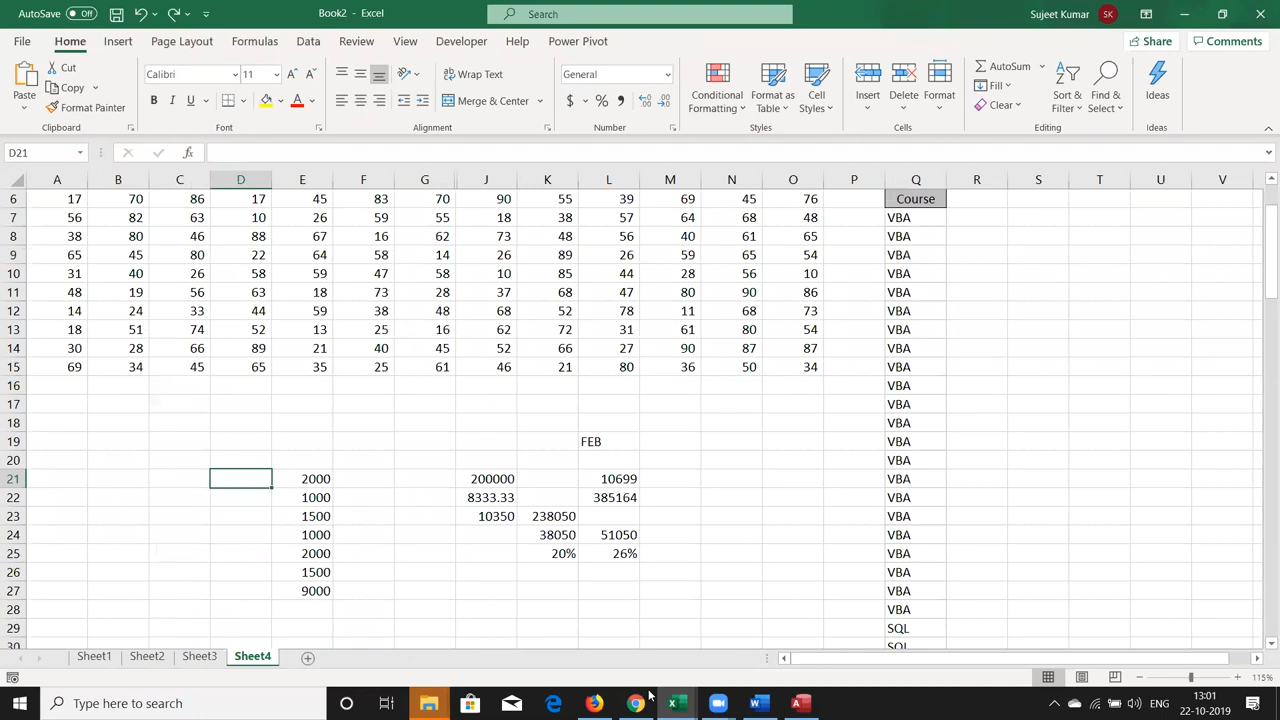 AutoSave Off Book2 - Excel Search Sujeet Kumar SK
File Home Insert Page Layout Formulas Data Review View Developer Help Power Pivot Share Comments
Paste Cut Copy Format Painter Clipboard
Calibri 11 B I U Font
Wrap Text Merge & Center Alignment
General $ % Number
Conditional Formatting Format as Table Cell Styles Styles
Insert Delete Format Cells
AutoSum Fill Clear Sort & Filter Find & Select Editing
Ideas Ideas
D21 fx
A B C D E F G J K L M N O P Q R S T U V
6 17 70 86 17 45 83 70 90 55 39 69 45 76 Course
7 56 82 63 10 26 59 55 18 38 57 64 68 48 VBA
8 38 80 46 88 67 16 62 73 48 56 40 61 65 VBA
9 65 45 80 22 64 58 14 26 89 26 59 65 54 VBA
10 31 40 26 58 59 47 58 10 85 44 28 56 10 VBA
11 48 19 56 63 18 73 28 37 68 47 80 90 86 VBA
12 14 24 33 44 59 38 48 68 52 78 11 68 73 VBA
13 18 51 74 52 13 25 16 62 72 31 61 80 54 VBA
14 30 28 66 89 21 40 45 52 66 27 90 87 87 VBA
15 69 34 45 65 35 25 61 46 21 80 36 50 34 VBA
16 VBA
17 VBA
18 VBA
19 FEB VBA
20 VBA
21 2000 200000 10699 VBA
22 1000 8333.33 385164 VBA
23 1500 10350 238050 VBA
24 1000 38050 51050 VBA
25 2000 20% 26% VBA
26 1500 VBA
27 9000 VBA
28 VBA
29 SQL
30 SQL
Sheet1 Sheet2 Sheet3 Sheet4
115%
Type here to search ENG 13:01 22-10-2019